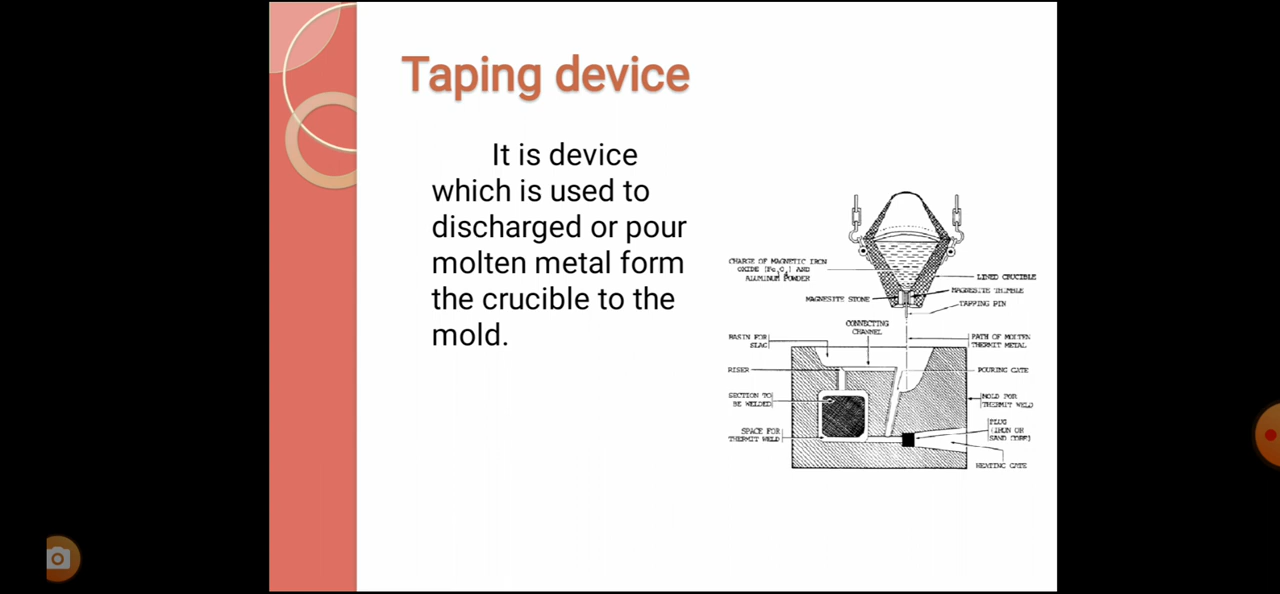 Taping device
It is device
which is used to
discharged or pour
molten metal form
the crucible to the
mold.
CHARGE OF MAGNETIC IRON
OXIDE (Fe3O4) AND
ALUMINUM POWDER
LINED CRUCIBLE
MAGNESITE STONE
MAGNESITE THIMBLE
TAPPING PIN
CONNECTING
CHANNEL
BASIN FOR
SLAG
PATH OF MOLTEN
THERMIT METAL
RISER
POURING GATE
SECTION TO
BE WELDED
MOLD FOR
THERMIT WELD
SPACE FOR
THERMIT WELD
PLUG
(IRON OR
SAND CORE)
HEATING GATE